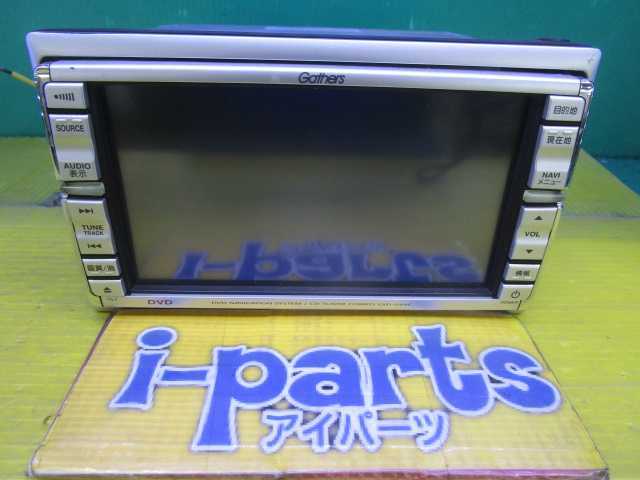 Gathers
SOURCE
AUDIO
表示
TUNE
TRACK
目的地
現在地
NAVI
メニュー
VOL
DVD
i-parts
アイパーツ